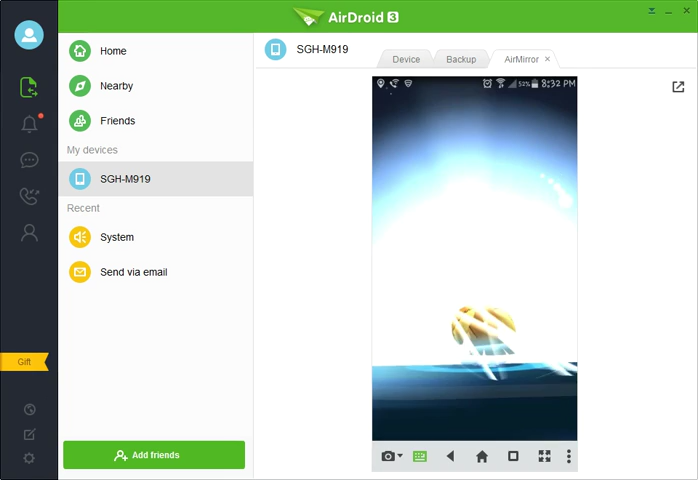 AirDroid 3
Home
Nearby
Friends
My devices
SGH-M919
Recent
System
Send via email
Gift
Add friends
SGH-M919
Device
Backup
AirMirror
52%
8:32 PM